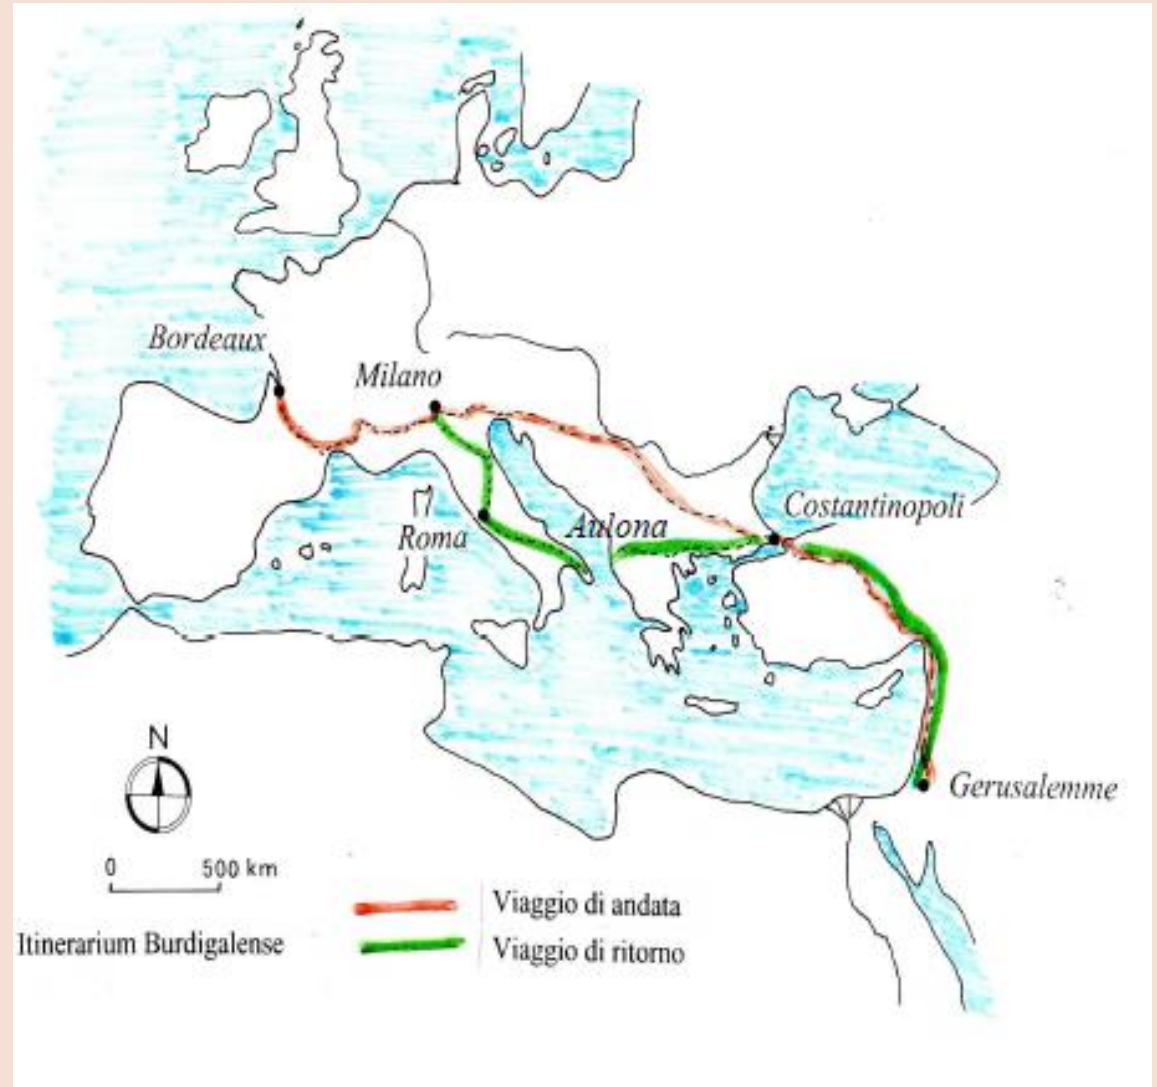 Bordeaux
Milano
Costantinopoli
Aulona
Roma
Gerusalemme
N
0 500 km
Viaggio di andata
Itinerarium Burdigalense
Viaggio di ritorno